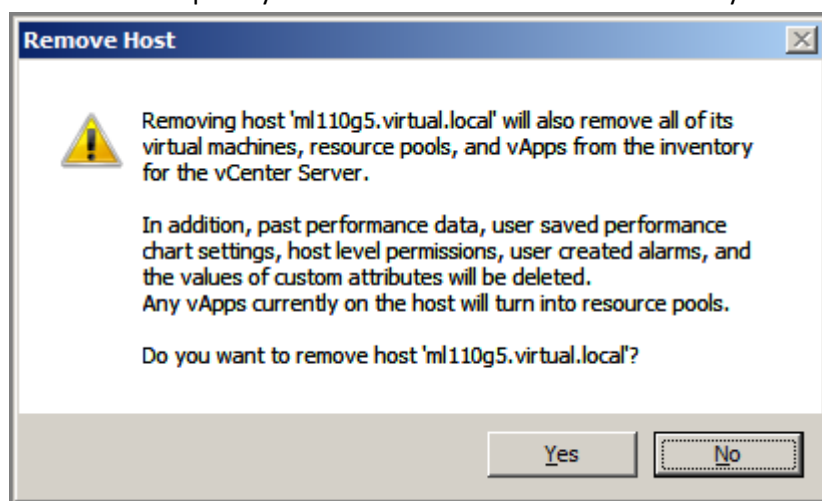 Remove Host
Removing host 'ml110g5.virtual.local' will also remove all of its
virtual machines, resource pools, and vApps from the inventory
for the vCenter Server.
In addition, past performance data, user saved performance
chart settings, host level permissions, user created alarms, and
the values of custom attributes will be deleted.
Any vApps currently on the host will turn into resource pools.
Do you want to remove host 'ml110g5.virtual.local'?
Yes
No